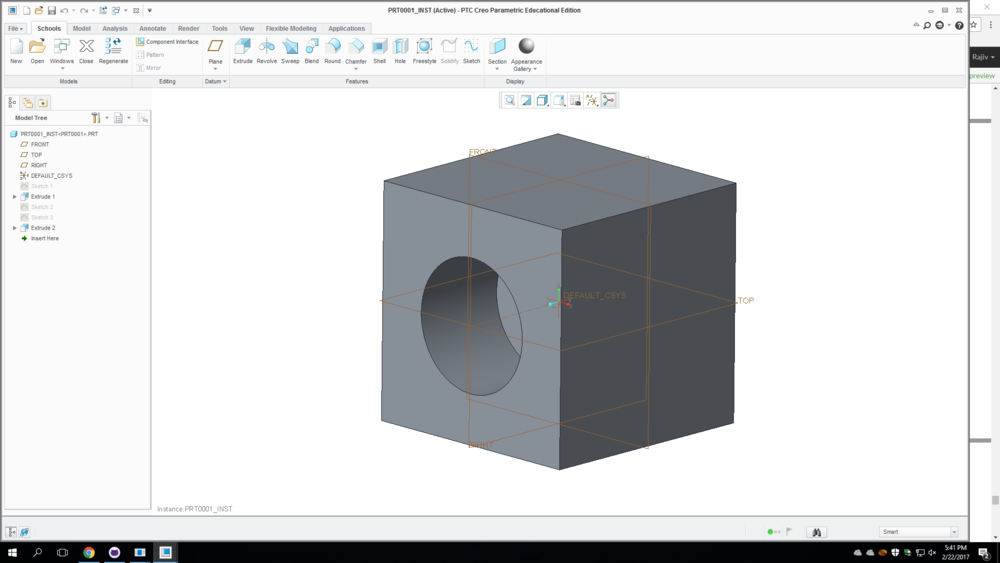 PRT0001_INST (Active) - PTC Creo Parametric Educational Edition
File Schools Model Analysis Annotate Render Tools View Flexible Modeling Applications
New Open Windows Close Regenerate
Component Interface
Pattern
Mirror
Plane
Extrude Revolve Sweep Blend Round Chamfer Shell Hole Freestyle Solidify Sketch
Section Appearance Gallery
Models Editing Datum Features Display
Rajiv
preview
Model Tree
PRT0001_INST<PRT0001>.PRT
FRONT
TOP
RIGHT
DEFAULT_CSYS
Sketch 1
Extrude 1
Sketch 2
Sketch 3
Extrude 2
Insert Here
FRONT
DEFAULT_CSYS
TOP
RIGHT
Instance:PRT0001_INST
Smart
5:41 PM
2/22/2017